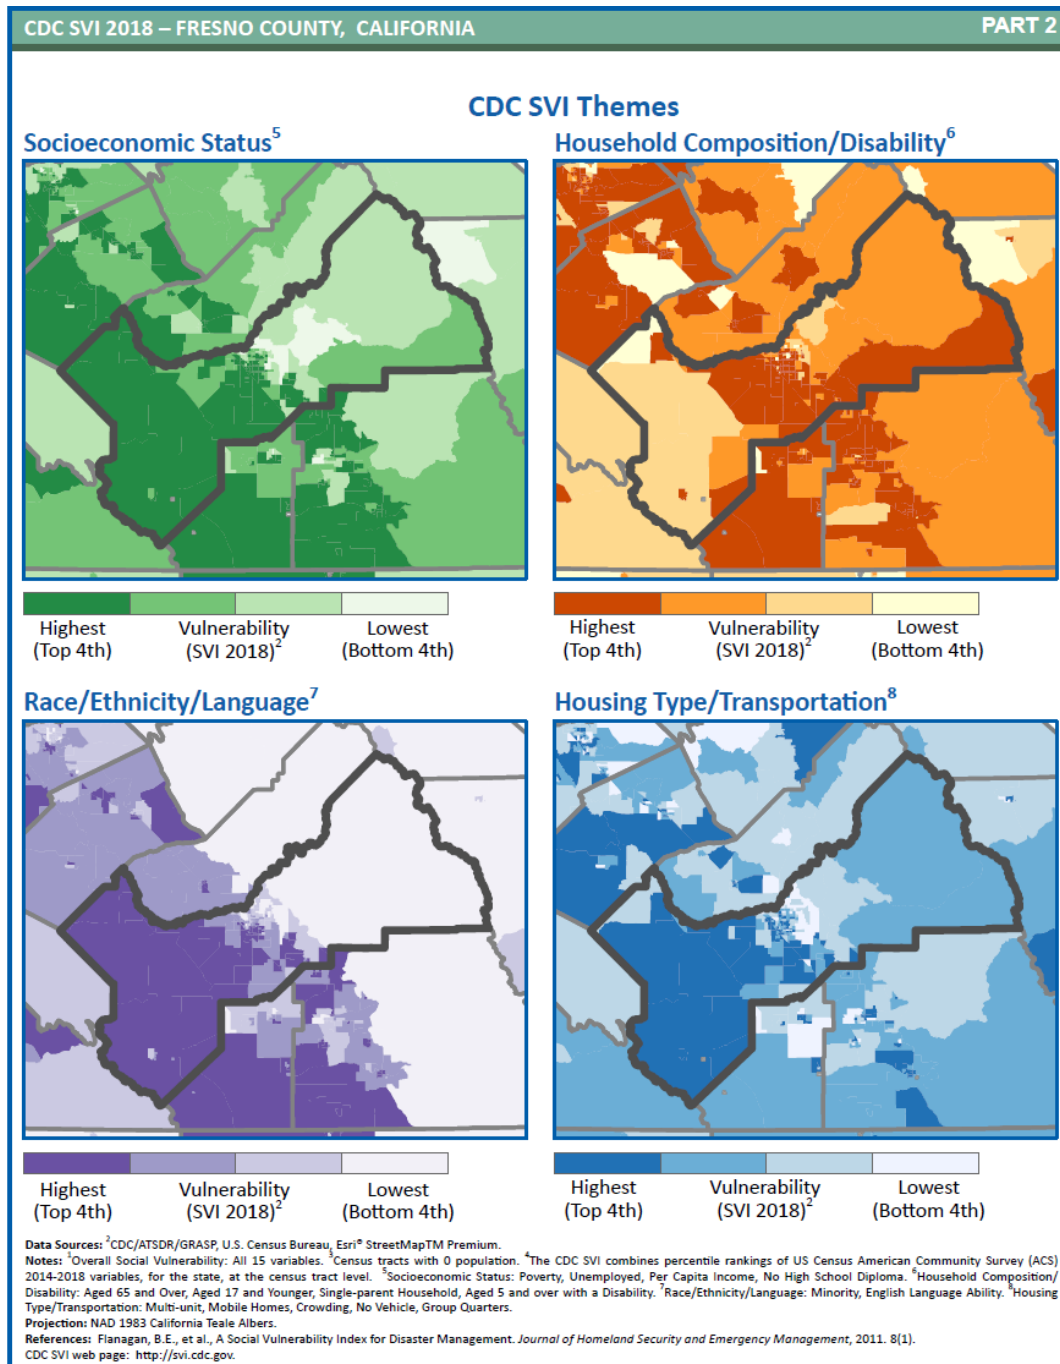 CDC SVI 2018 – FRESNO COUNTY, CALIFORNIA
PART 2
CDC SVI Themes
Socioeconomic Status⁵
Household Composition/Disability⁶
Highest (Top 4th)
Vulnerability (SVI 2018)²
Lowest (Bottom 4th)
Highest (Top 4th)
Vulnerability (SVI 2018)²
Lowest (Bottom 4th)
Race/Ethnicity/Language⁷
Housing Type/Transportation⁸
Highest (Top 4th)
Vulnerability (SVI 2018)²
Lowest (Bottom 4th)
Highest (Top 4th)
Vulnerability (SVI 2018)²
Lowest (Bottom 4th)
Data Sources: ²CDC/ATSDR/GRASP, U.S. Census Bureau, Esri® StreetMapTM Premium.
Notes: ¹Overall Social Vulnerability: All 15 variables. ³Census tracts with 0 population. ⁴The CDC SVI combines percentile rankings of US Census American Community Survey (ACS)
2014-2018 variables, for the state, at the census tract level. ⁵Socioeconomic Status: Poverty, Unemployed, Per Capita Income, No High School Diploma. ⁶Household Composition/
Disability: Aged 65 and Over, Aged 17 and Younger, Single-parent Household, Aged 5 and over with a Disability. ⁷Race/Ethnicity/Language: Minority, English Language Ability. ⁸Housing
Type/Transportation: Multi-unit, Mobile Homes, Crowding, No Vehicle, Group Quarters.
Projection: NAD 1983 California Teale Albers.
References: Flanagan, B.E., et al., A Social Vulnerability Index for Disaster Management. Journal of Homeland Security and Emergency Management, 2011. 8(1).
CDC SVI web page: http://svi.cdc.gov.